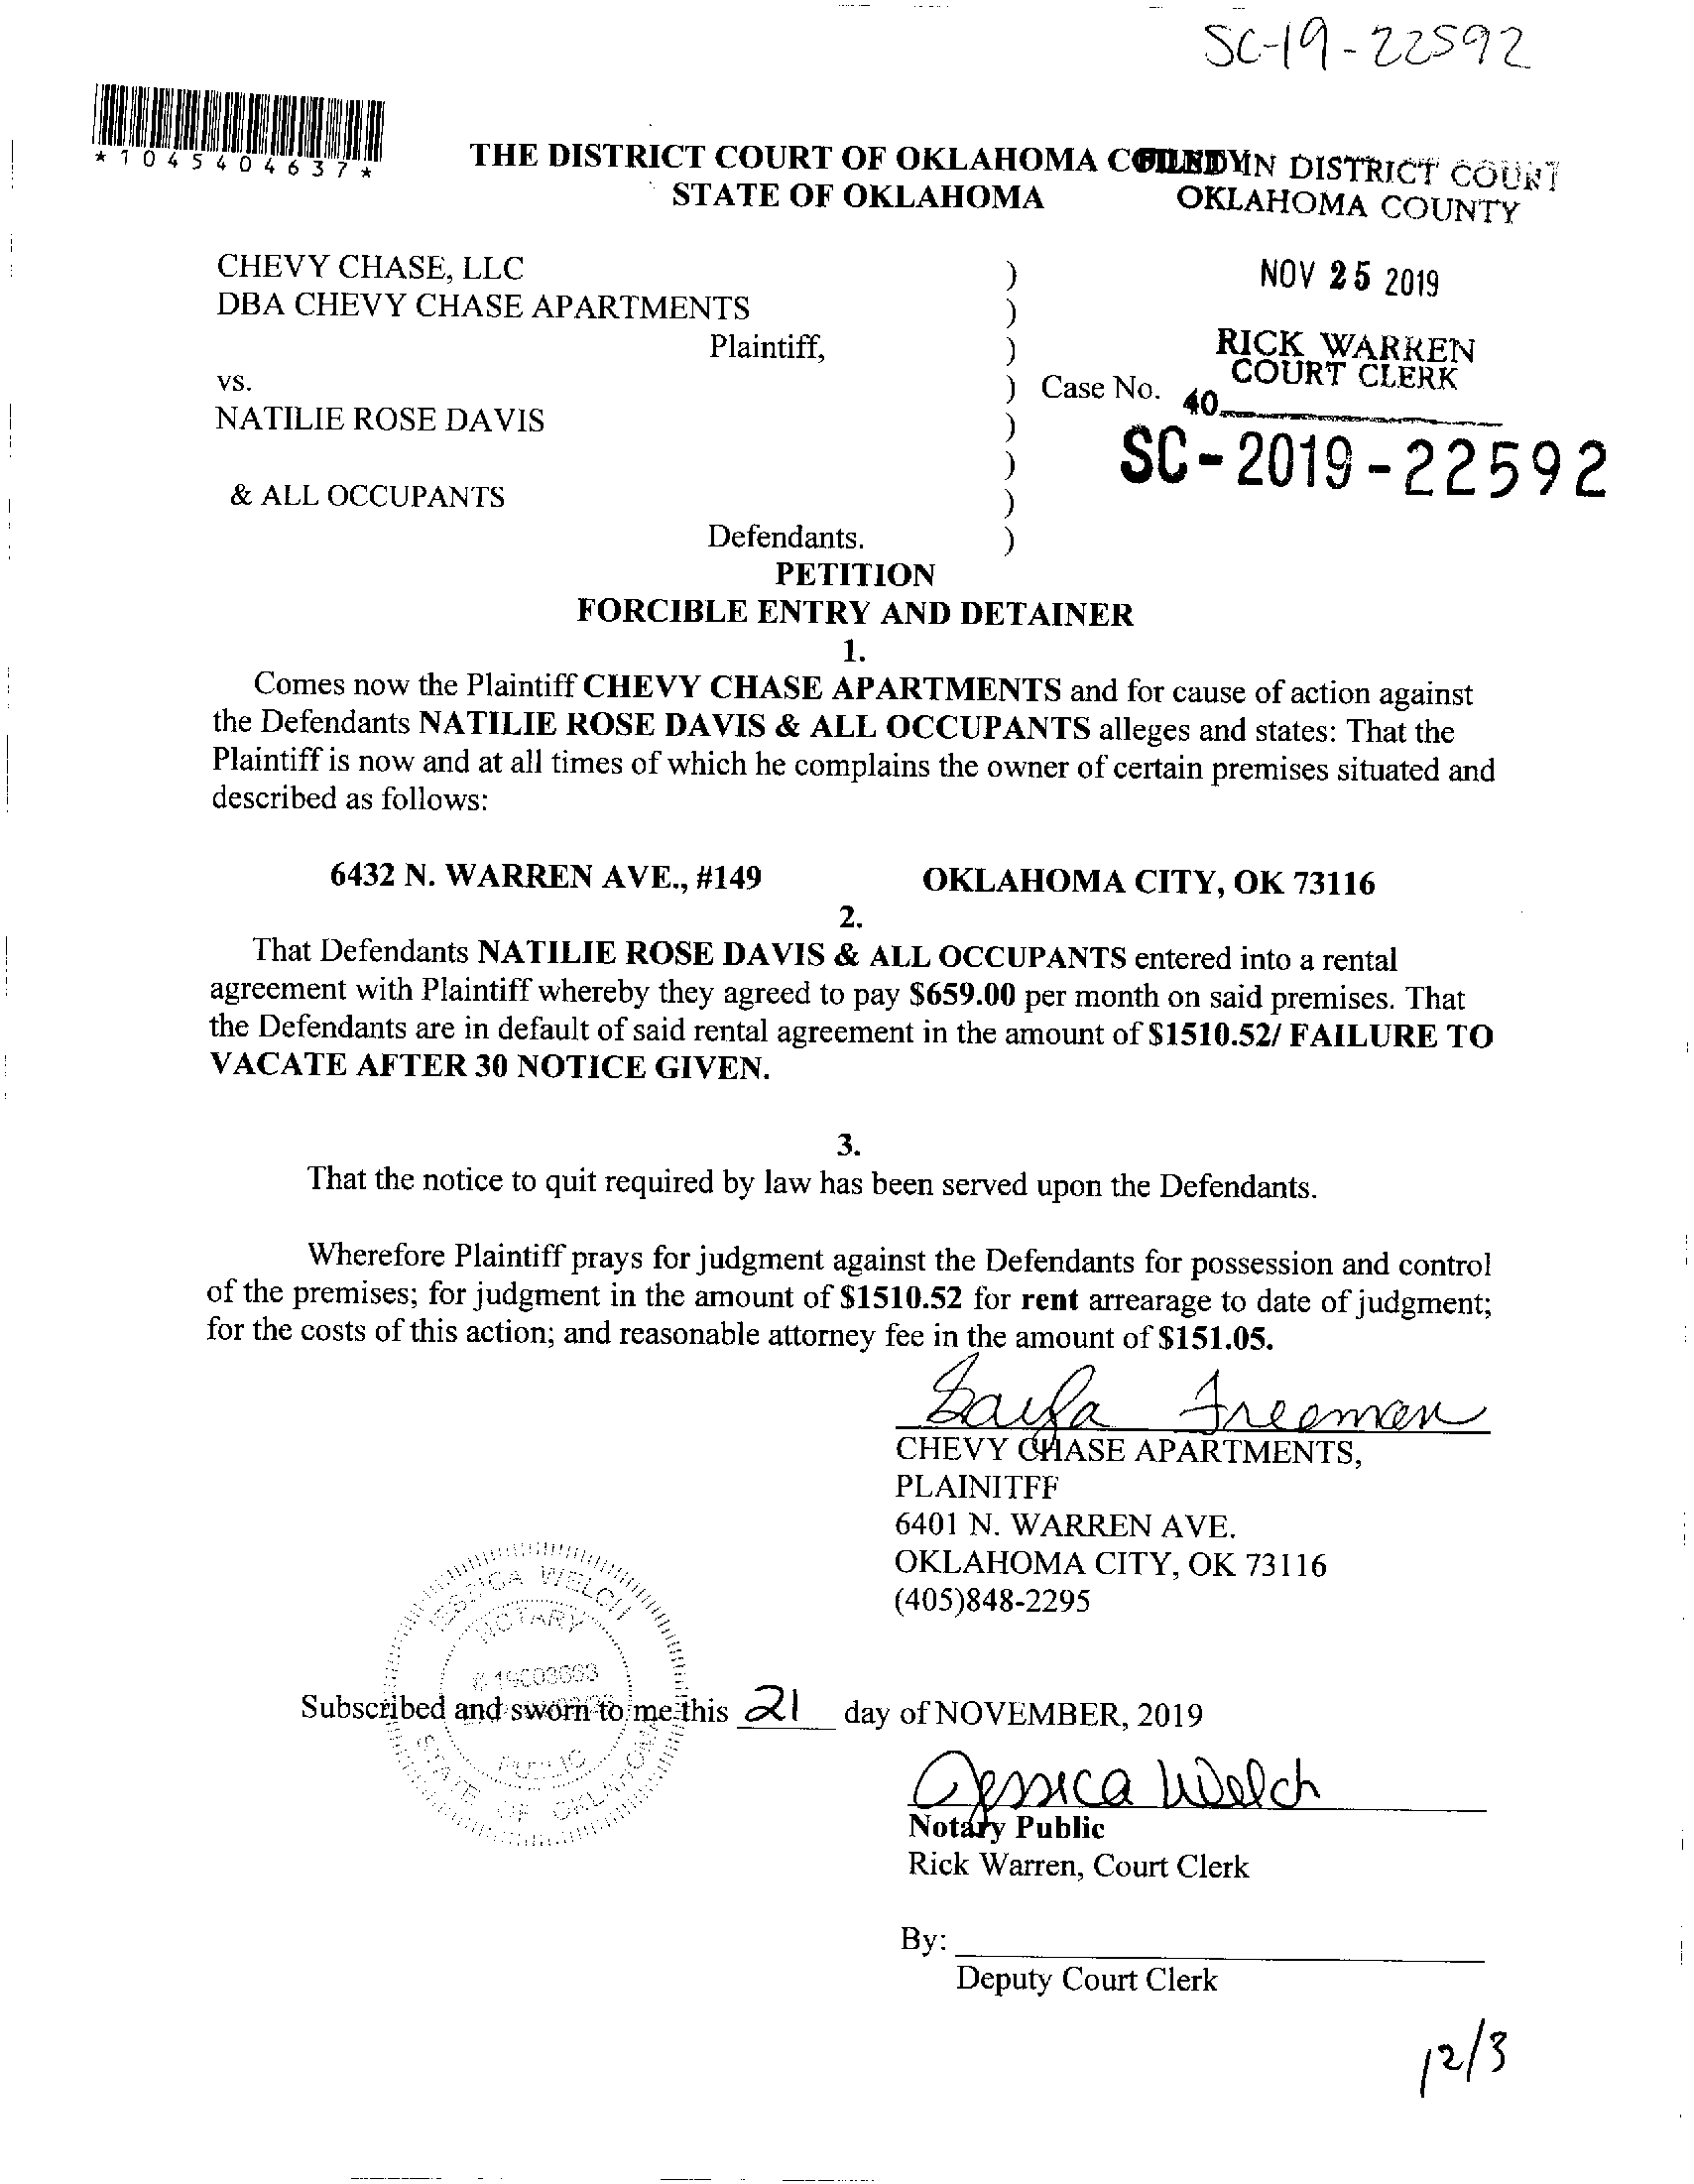 SC-19-22592
*1045404637*
THE DISTRICT COURT OF OKLAHOMA
FILED IN DISTRICT COURT
STATE OF OKLAHOMA
OKLAHOMA COUNTY
CHEVY CHASE, LLC
NOV 25 2019
DBA CHEVY CHASE APARTMENTS
Plaintiff,
RICK WARREN
COURT CLERK
vs.
Case No.
40
NATILIE ROSE DAVIS
SC-2019-22592
& ALL OCCUPANTS
Defendants.
PETITION
FORCIBLE ENTRY AND DETAINER
1.
Comes now the Plaintiff CHEVY CHASE APARTMENTS and for cause of action against
the Defendants NATILIE ROSE DAVIS & ALL OCCUPANTS alleges and states: That the
Plaintiff is now and at all times of which he complains the owner of certain premises situated and
described as follows:
6432 N. WARREN AVE., #149 OKLAHOMA CITY, OK 73116
2.
That Defendants NATILIE ROSE DAVIS & ALL OCCUPANTS entered into a rental
agreement with Plaintiff whereby they agreed to pay $659.00 per month on said premises. That
the Defendants are in default of said rental agreement in the amount of $1510.52/ FAILURE TO
VACATE AFTER 30 NOTICE GIVEN.
3.
That the notice to quit required by law has been served upon the Defendants.
Wherefore Plaintiff prays for judgment against the Defendants for possession and control
of the premises; for judgment in the amount of $1510.52 for rent arrearage to date of judgment;
for the costs of this action; and reasonable attorney fee in the amount of $151.05.
Freeman
CHEVY CHASE APARTMENTS,
PLAINITFF
6401 N. WARREN AVE.
OKLAHOMA CITY, OK 73116
(405)848-2295
JESSICA WELCH
NOTARY
PUBLIC
STATE OF OKLAHOMA
Subscribed and sworn to me this 21 day of NOVEMBER, 2019
Jessica Welch
Notary Public
Rick Warren, Court Clerk
By:
Deputy Court Clerk
12/3